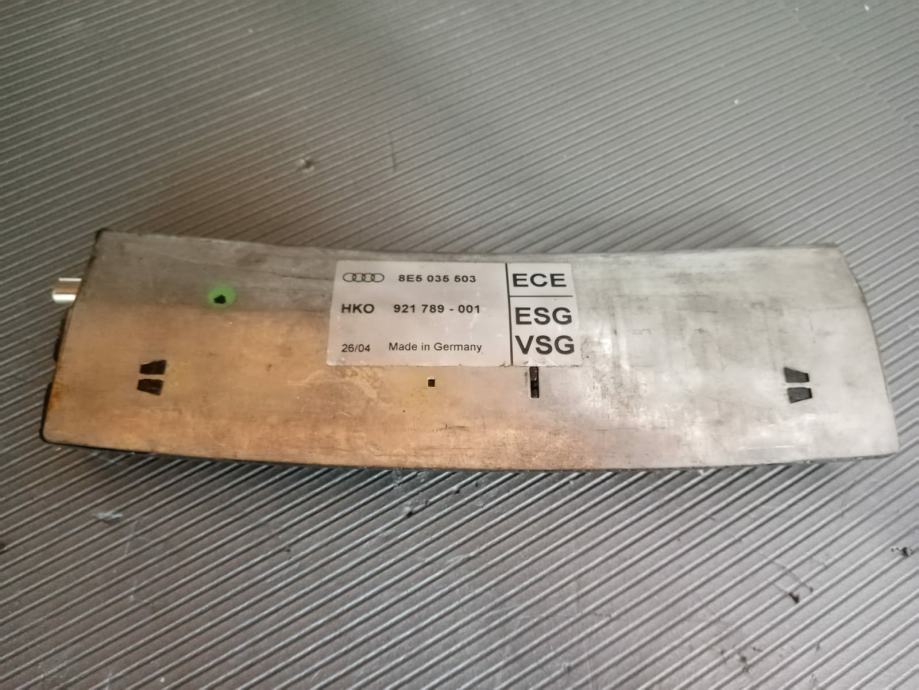 8E5 035 503
HKO 921 789 - 001
26/04 Made in Germany
ECE
ESG
VSG